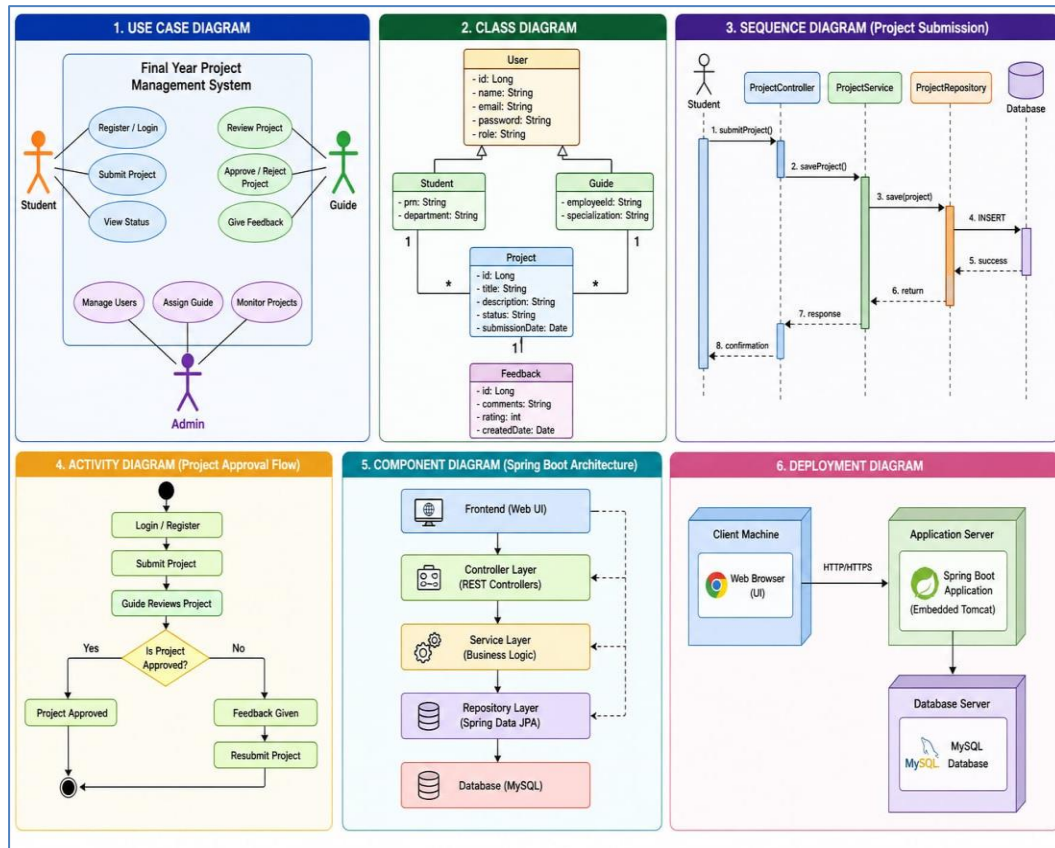 1. USE CASE DIAGRAM
Final Year Project
Management System
Register / Login
Submit Project
View Status
Review Project
Approve / Reject
Project
Give Feedback
Student
Guide
Manage Users
Assign Guide
Monitor Projects
Admin
2. CLASS DIAGRAM
User
- id: Long
- name: String
- email: String
- password: String
- role: String
Student
- prn: String
- department: String
Guide
- employeeId: String
- specialization: String
1
1
*
*
Project
- id: Long
- title: String
- description: String
- status: String
- submissionDate: Date
1
Feedback
- id: Long
- comments: String
- rating: int
- createdDate: Date
3. SEQUENCE DIAGRAM (Project Submission)
Student
ProjectController
ProjectService
ProjectRepository
Database
1. submitProject()
2. saveProject()
3. save(project)
4. INSERT
5. success
6. return
7. response
8. confirmation
4. ACTIVITY DIAGRAM (Project Approval Flow)
Login / Register
Submit Project
Guide Reviews Project
Is Project
Approved?
Yes
No
Project Approved
Feedback Given
Resubmit Project
5. COMPONENT DIAGRAM (Spring Boot Architecture)
Frontend (Web UI)
Controller Layer
(REST Controllers)
Service Layer
(Business Logic)
Repository Layer
(Spring Data JPA)
Database (MySQL)
6. DEPLOYMENT DIAGRAM
Client Machine
Web Browser
(UI)
HTTP/HTTPS
Application Server
Spring Boot
Application
(Embedded Tomcat)
Database Server
MySQL
MySQL
Database